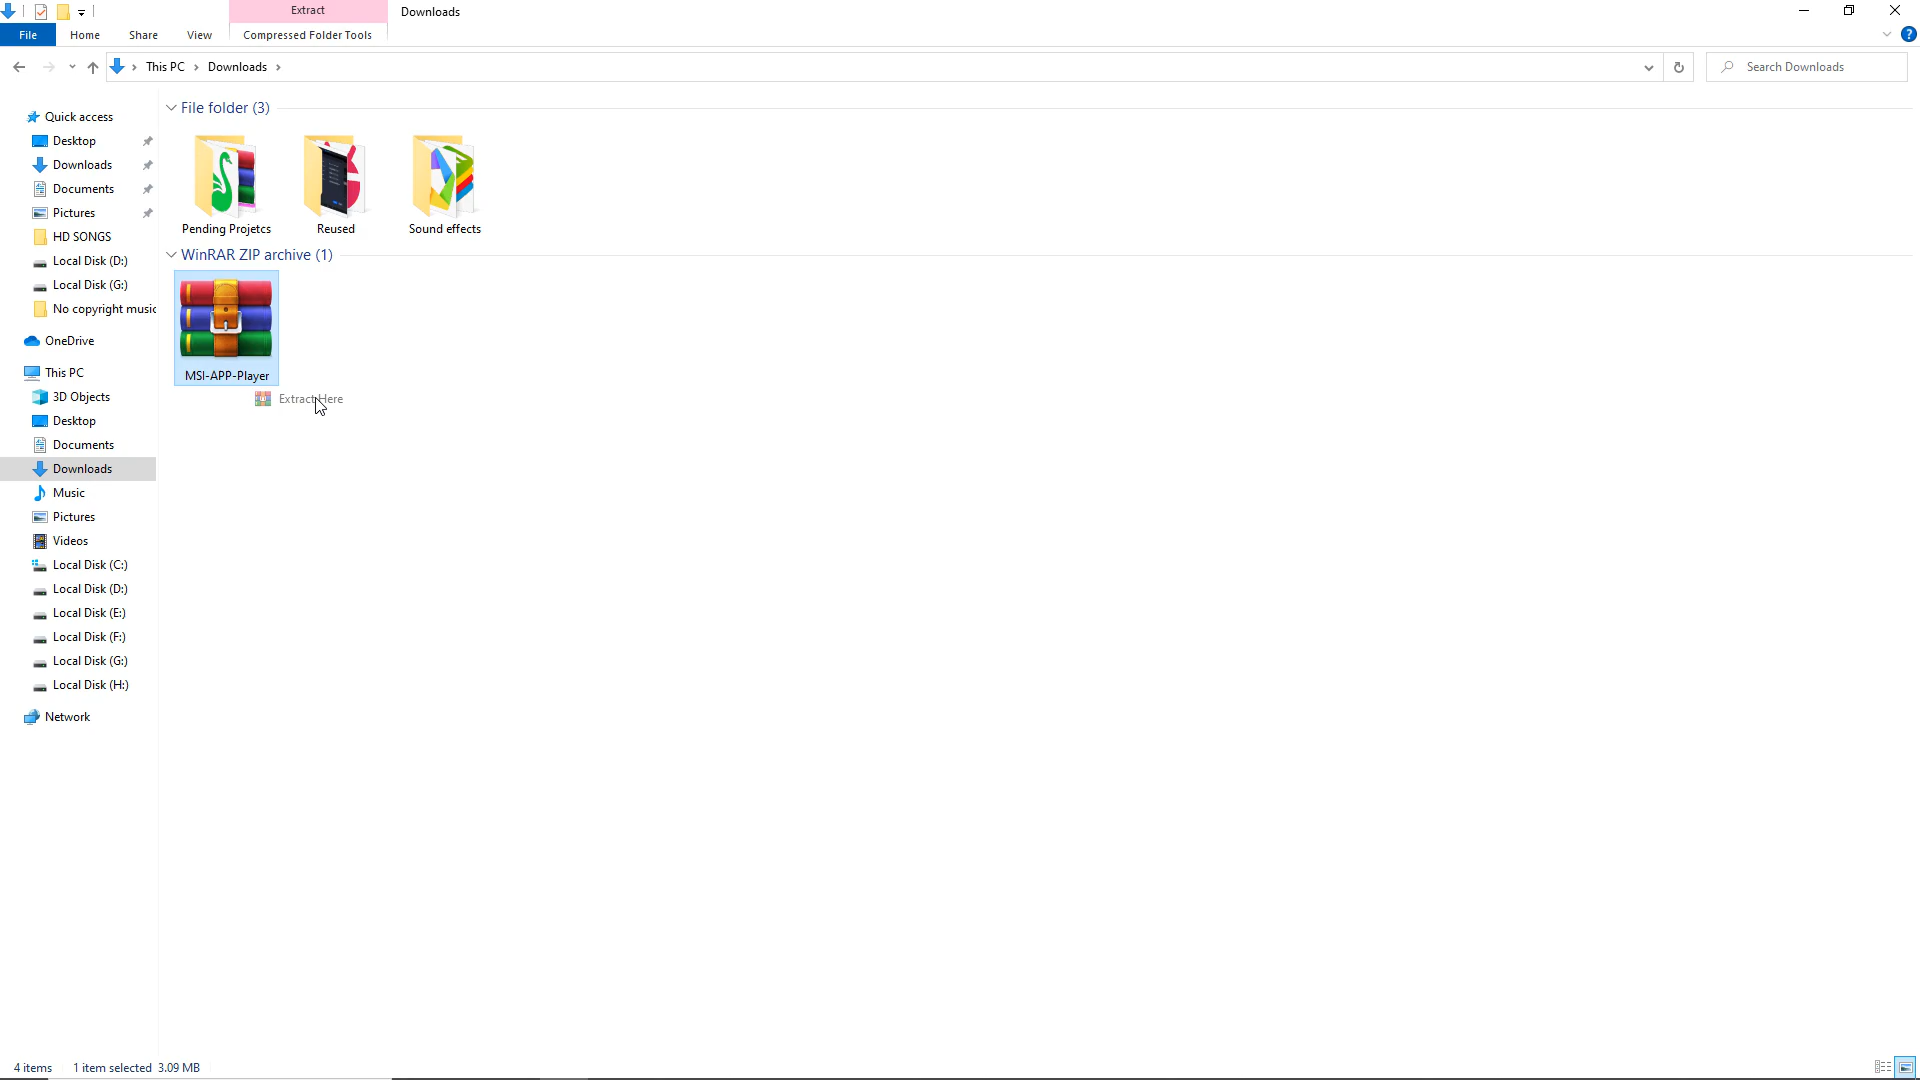 Extract
Downloads
File
Home
Share
View
Compressed Folder Tools
This PC
Downloads
Search Downloads
Quick access
Desktop
Downloads
Documents
Pictures
HD SONGS
Local Disk (D:)
Local Disk (G:)
No copyright music
OneDrive
This PC
3D Objects
Desktop
Documents
Downloads
Music
Pictures
Videos
Local Disk (C:)
Local Disk (D:)
Local Disk (E:)
Local Disk (F:)
Local Disk (G:)
Local Disk (H:)
Network
File folder (3)
Pending Projetcs
Reused
Sound effects
WinRAR ZIP archive (1)
MSI-APP-Player
Extract Here
4 items
1 item selected 3.09 MB